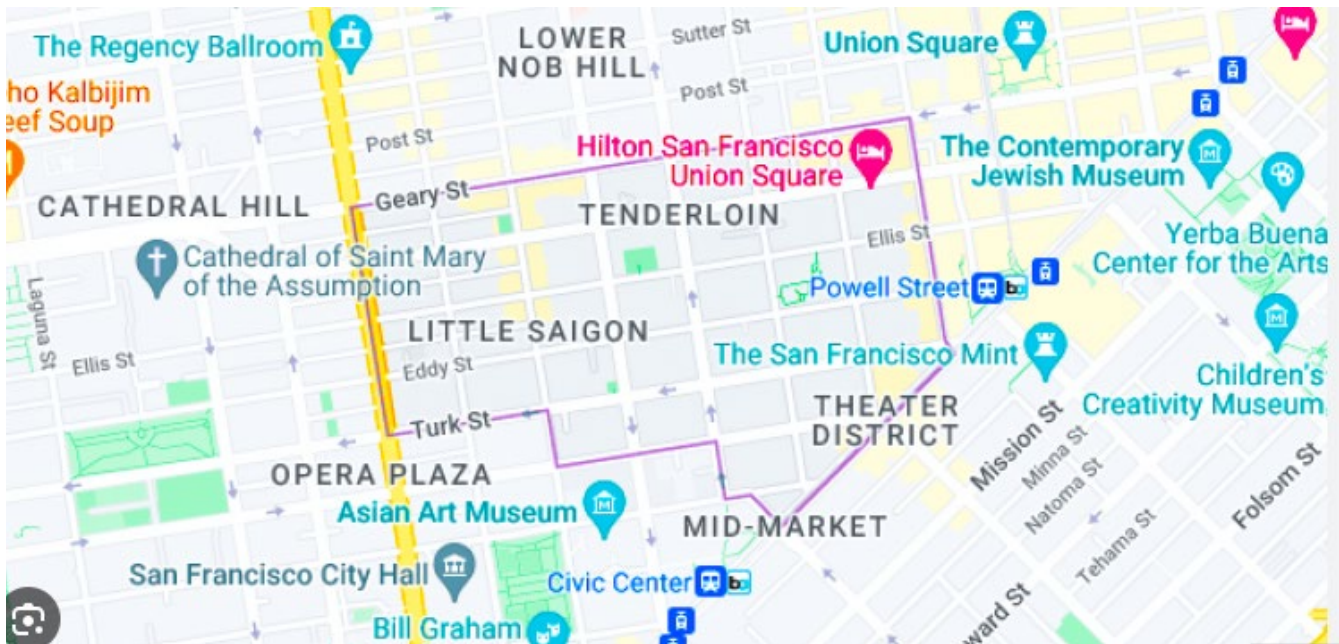 The Regency Ballroom
LOWER
NOB HILL
Sutter St
Union Square
ho Kalbijim
eef Soup
Post St
Post St
Hilton San Francisco
Union Square
The Contemporary
Jewish Museum
CATHEDRAL HILL
Geary St
TENDERLOIN
Ellis St
Yerba Buena
Center for the Arts
Cathedral of Saint Mary
of the Assumption
Laguna St
Powell Street
LITTLE SAIGON
Ellis St
Eddy St
The San Francisco Mint
Children's
Creativity Museum
THEATER
DISTRICT
Turk St
Mission St
Minna St
Natoma St
Folsom St
OPERA PLAZA
Asian Art Museum
MID-MARKET
Tehama St
San Francisco City Hall
Civic Center
Bill Graham
ward St